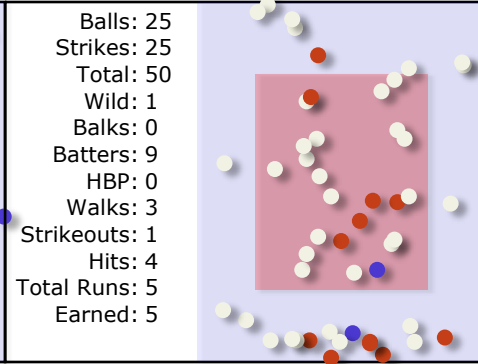 Balls: 25
Strikes: 25
Total: 50
Wild: 1
Balks: 0
Batters: 9
HBP: 0
Walks: 3
Strikeouts: 1
Hits: 4
Total Runs: 5
Earned: 5